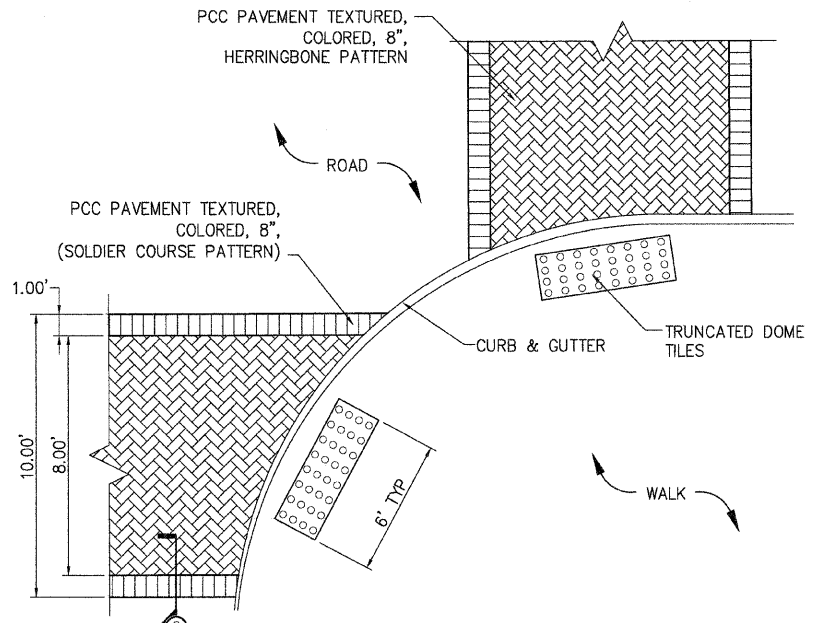 PCC PAVEMENT TEXTURED,
COLORED, 8",
HERRINGBONE PATTERN
ROAD
PCC PAVEMENT TEXTURED,
COLORED, 8",
(SOLDIER COURSE PATTERN)
1.00'
CURB & GUTTER
TRUNCATED DOME
TILES
10.00'
8.00'
6' TYP
WALK